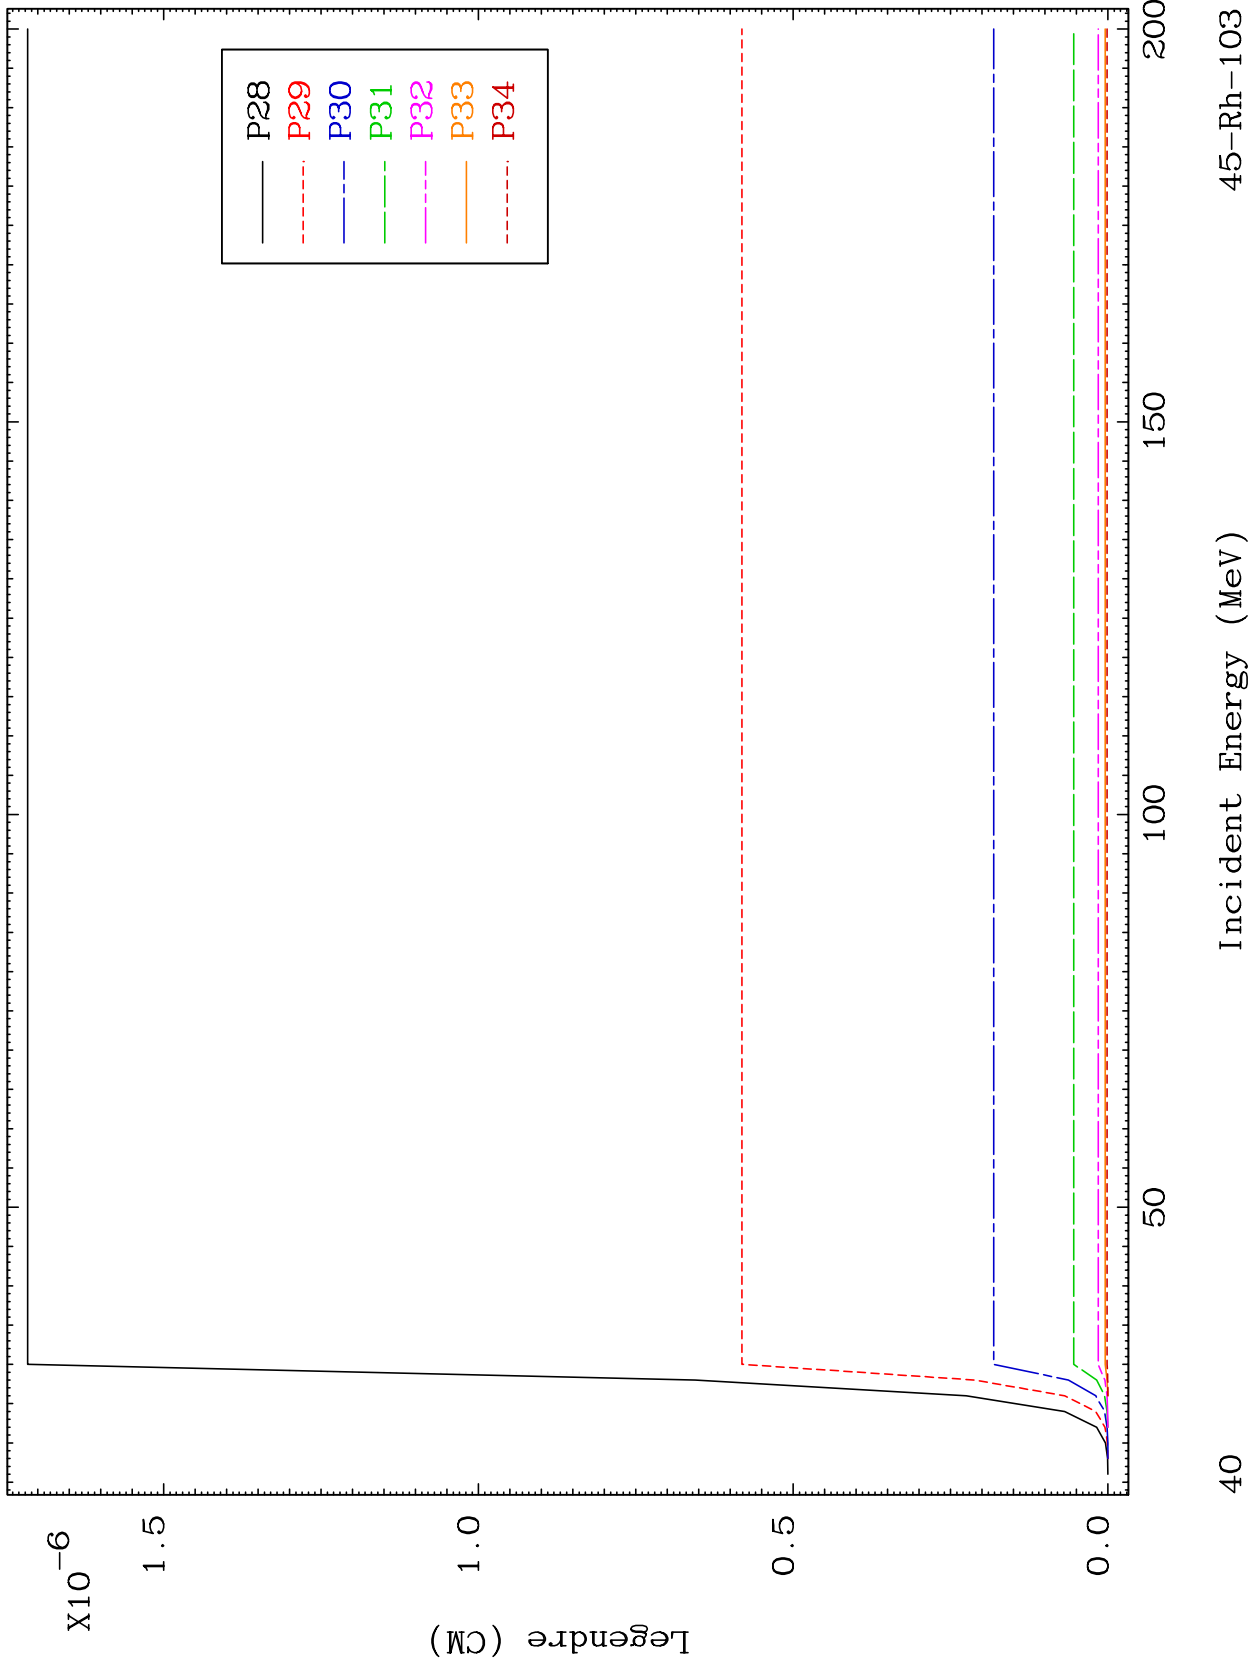 X10-6
1.5
1.0
0.5
0.0
Legendre (CM)
P28
P29
P30
P31
P32
P33
P34
50
100
150
200
Incident Energy (MeV)
40
45-Rh-103